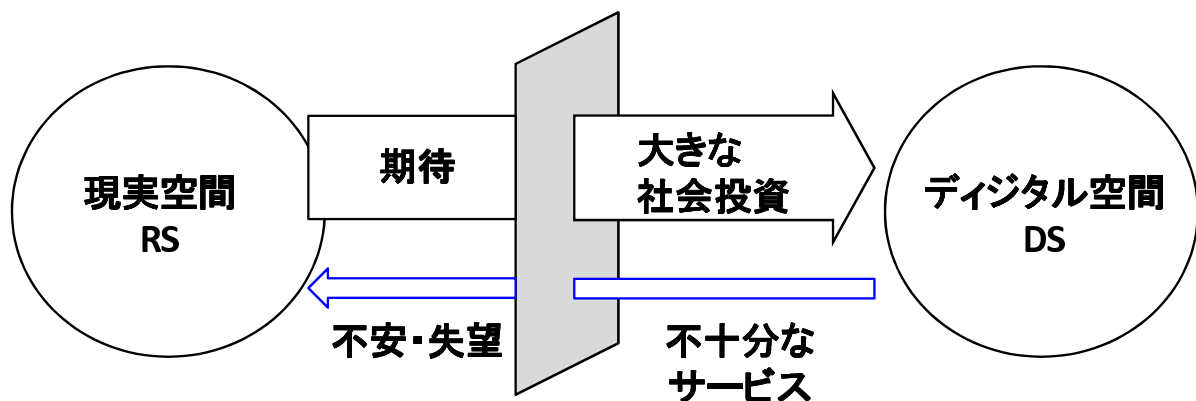 現実空間
RS
期待
大きな
社会投資
ディジタル空間
DS
不安・失望
不十分な
サービス